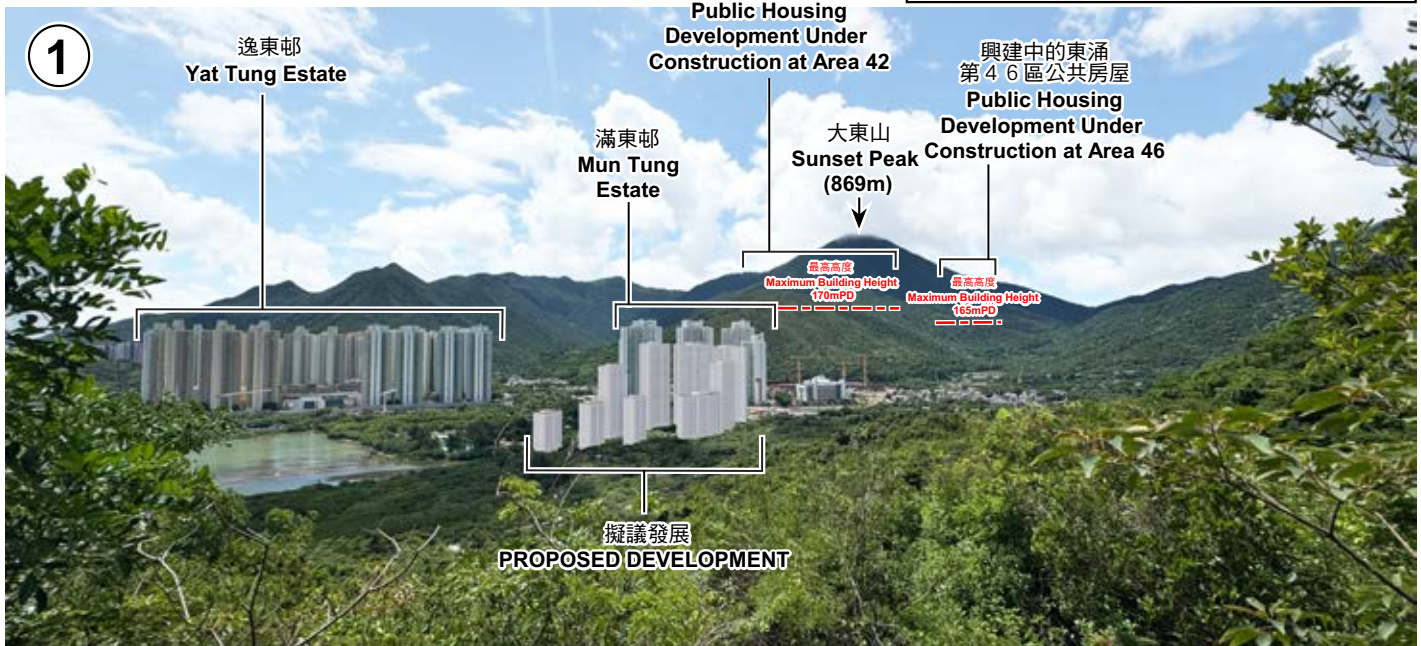 1
逸東邨
Yat Tung Estate
滿東邨
Mun Tung
Estate
Public Housing
Development Under
Construction at Area 42
大東山
Sunset Peak
(869m)
興建中的東涌
第４６區公共房屋
Public Housing
Development Under
Construction at Area 46
最高高度
Maximum Building Height
170mPD
最高高度
Maximum Building Height
165mPD
擬議發展
PROPOSED DEVELOPMENT